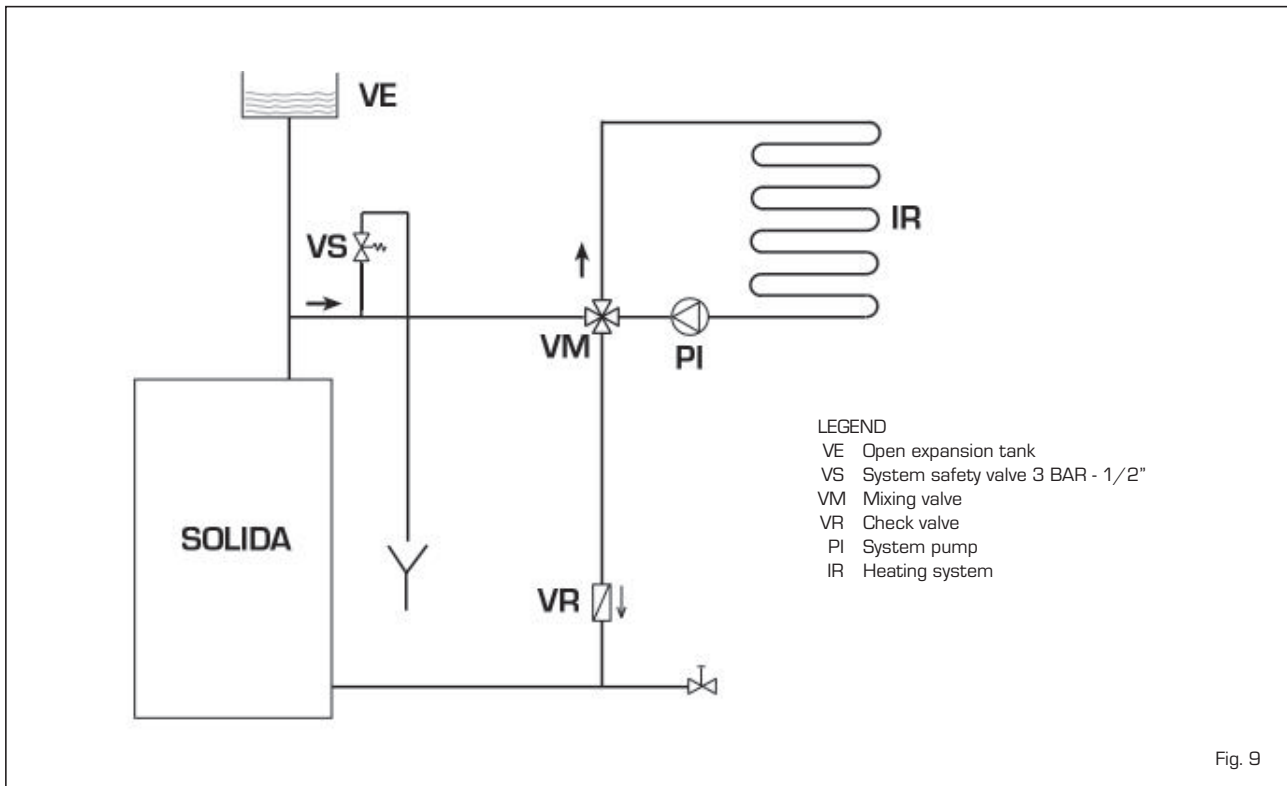 VE
VS
IR
VM
PI
LEGEND
VE Open expansion tank
VS System safety valve 3 BAR - 1/2"
VM Mixing valve
VR Check valve
PI System pump
IR Heating system
SOLIDA
VR
Fig. 9